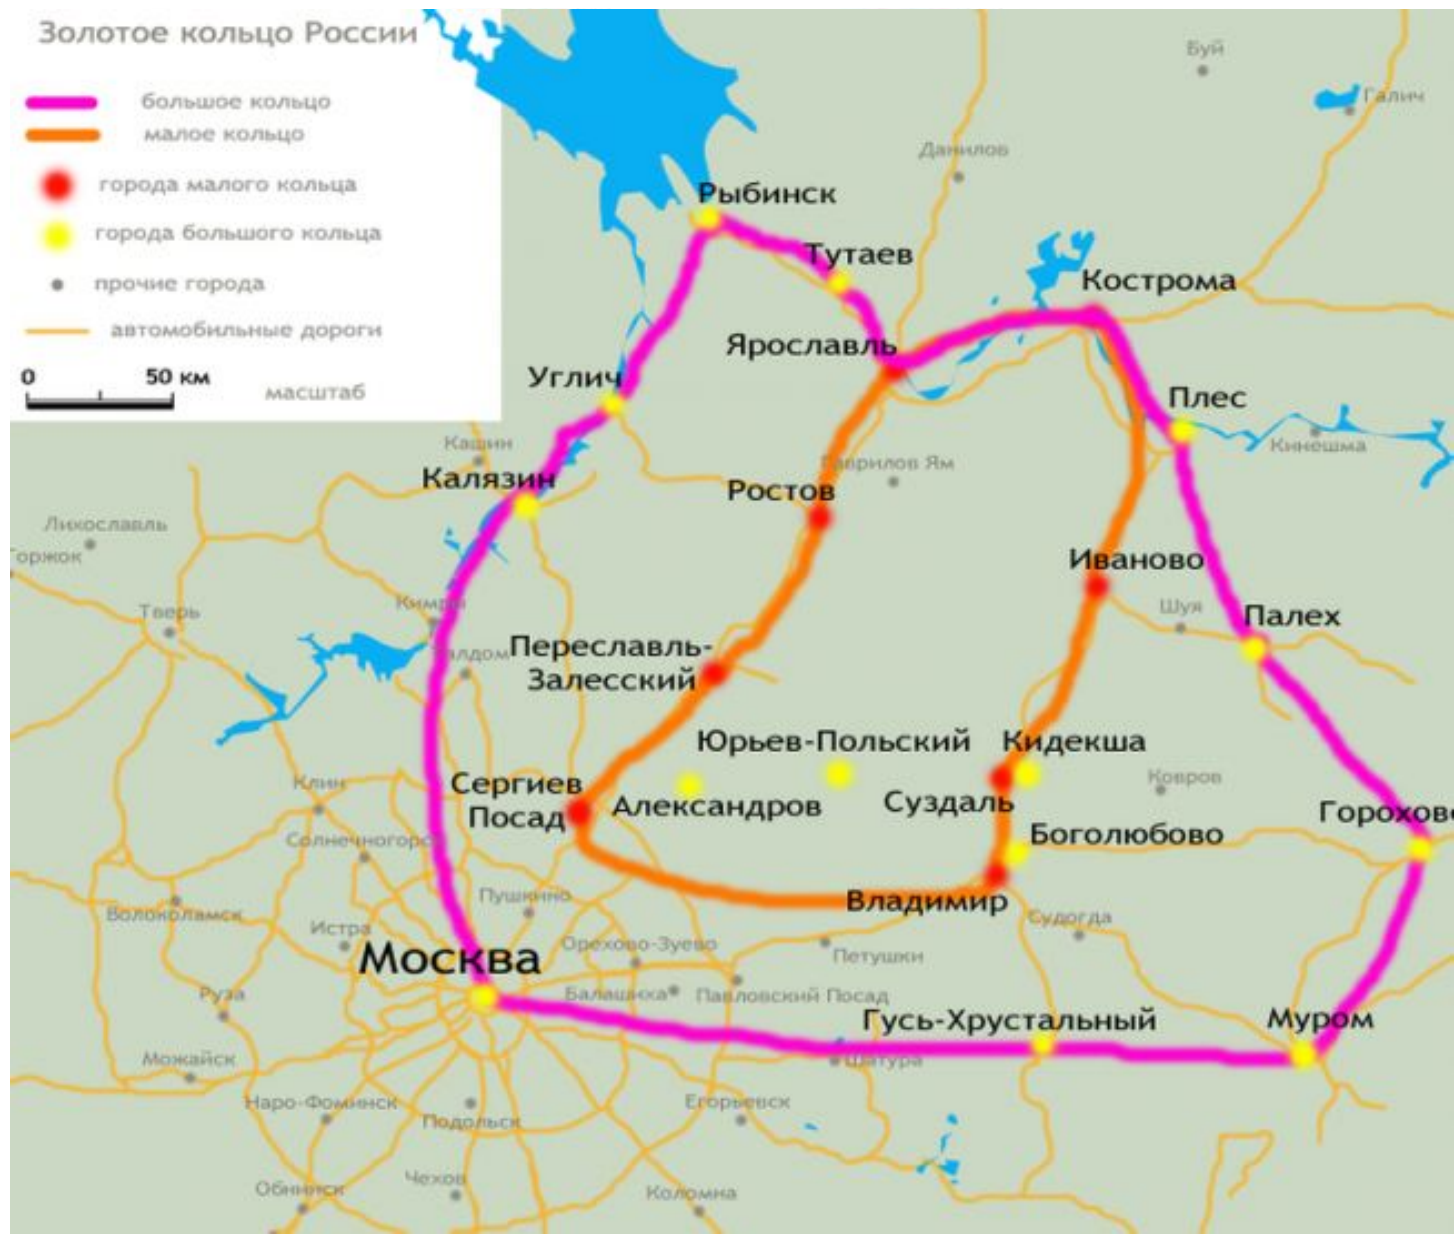 Золотое кольцо России
большое кольцо
малое кольцо
города малого кольца
города большого кольца
прочие города
автомобильные дороги
0 50 км
масштаб
Буй
Галич
Данилов
Рыбинск
Тутаев
Кострома
Ярославль
Углич
Плес
Кашин
Кинешма
Калязин
Гаврилов Ям
Ростов
Лихославль
Торжок
Иваново
Кимры
Шуя
Тверь
Палех
Талдом
Переславль-
Залесский
Юрьев-Польский
Кидекша
Клин
Ковров
Сергиев
Посад
Александров
Суздаль
Горохове
Солнечногорс
Боголюбово
Пушкино
Владимир
Волоколамск
Истра
Судогда
Москва
Орехово-Зуево
Петушки
Руза
Балашиха
Павловский Посад
Гусь-Хрустальный
Муром
Можайск
Шатура
Наро-Фоминск
Подольск
Егорьевск
Чехов
Обнинск
Коломна